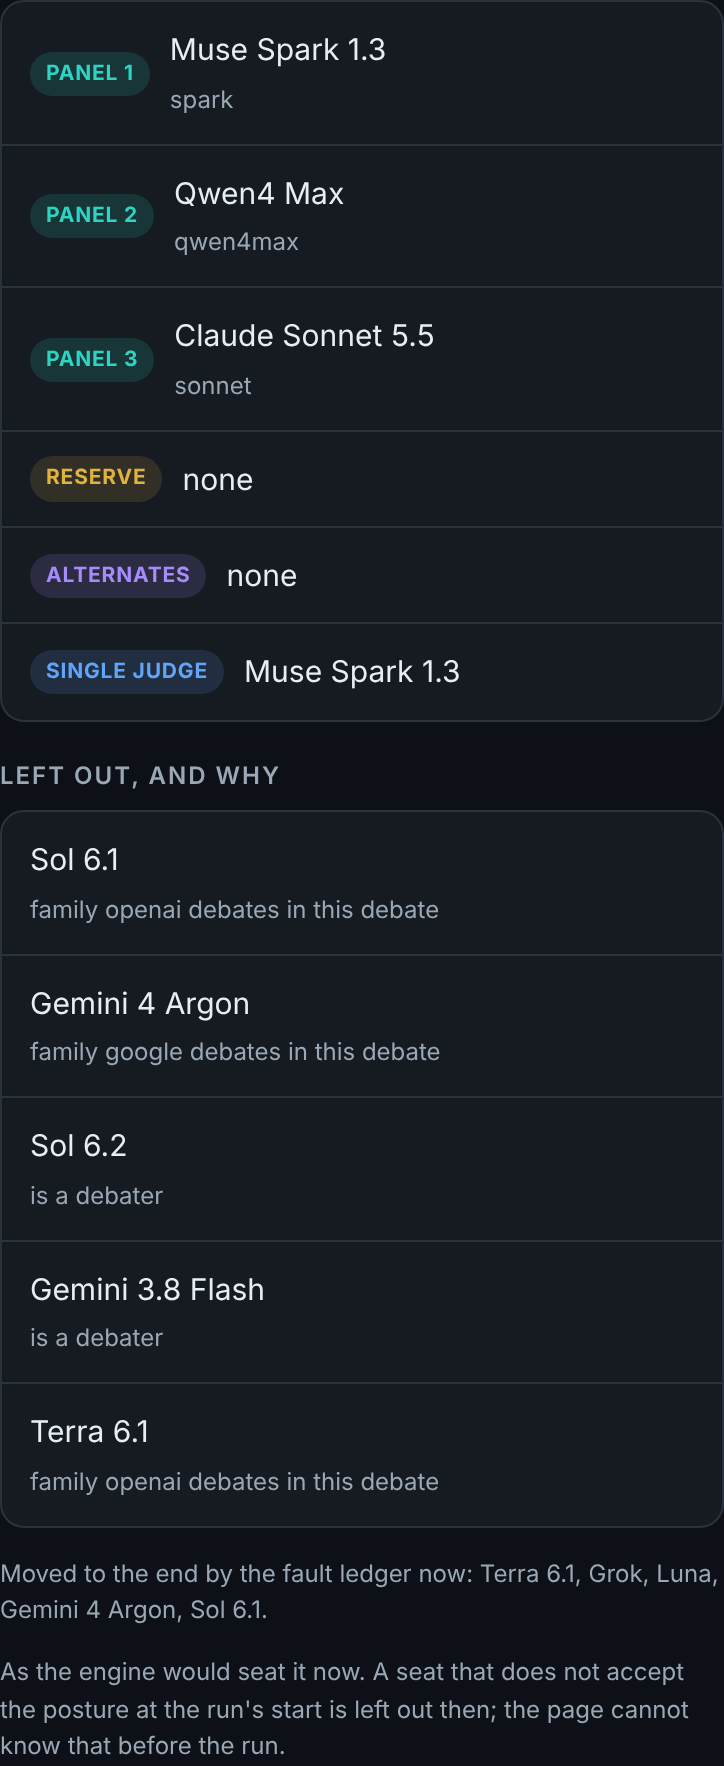 PANEL 1
Muse Spark 1.3
spark
PANEL 2
Qwen4 Max
qwen4max
PANEL 3
Claude Sonnet 5.5
sonnet
RESERVE
none
ALTERNATES
none
SINGLE JUDGE
Muse Spark 1.3
LEFT OUT, AND WHY
Sol 6.1
family openai debates in this debate
Gemini 4 Argon
family google debates in this debate
Sol 6.2
is a debater
Gemini 3.8 Flash
is a debater
Terra 6.1
family openai debates in this debate
Moved to the end by the fault ledger now: Terra 6.1, Grok, Luna,
Gemini 4 Argon, Sol 6.1.
As the engine would seat it now. A seat that does not accept
the posture at the run's start is left out then; the page cannot
know that before the run.